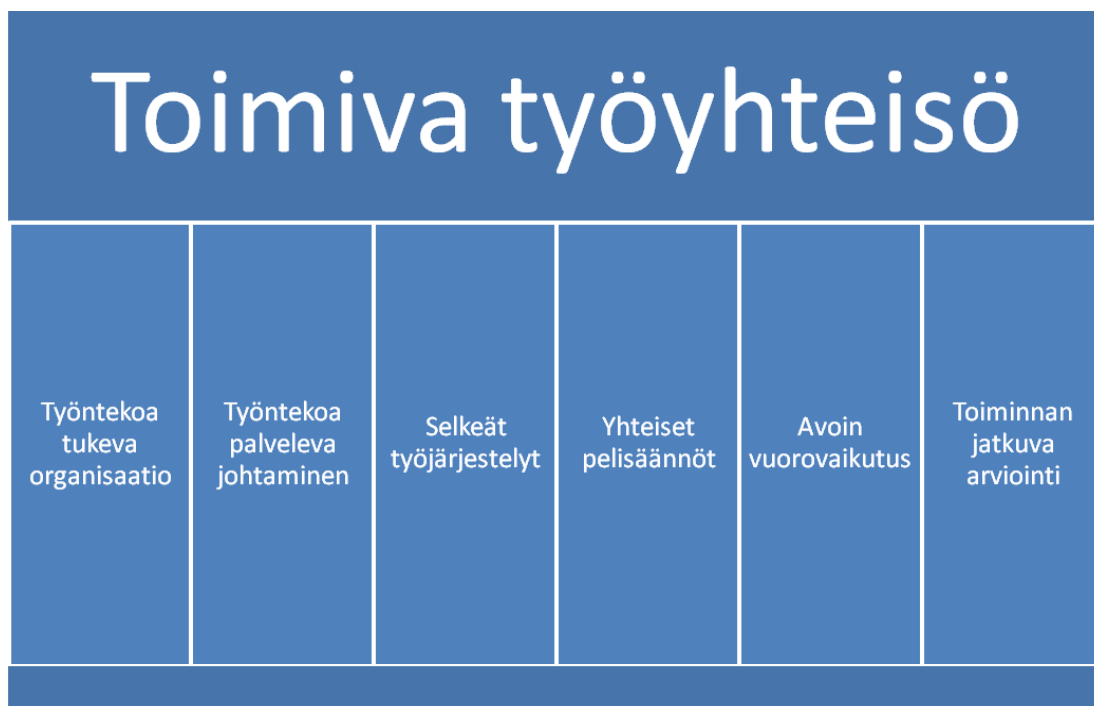 Toimiva työyhteisö
Työntekoa
tukeva
organisaatio
Työntekoa
palveleva
johtaminen
Selkeät
työjärjestelyt
Yhteiset
pelisäännöt
Avoin
vuorovaikutus
Toiminnan
jatkuva
arviointi